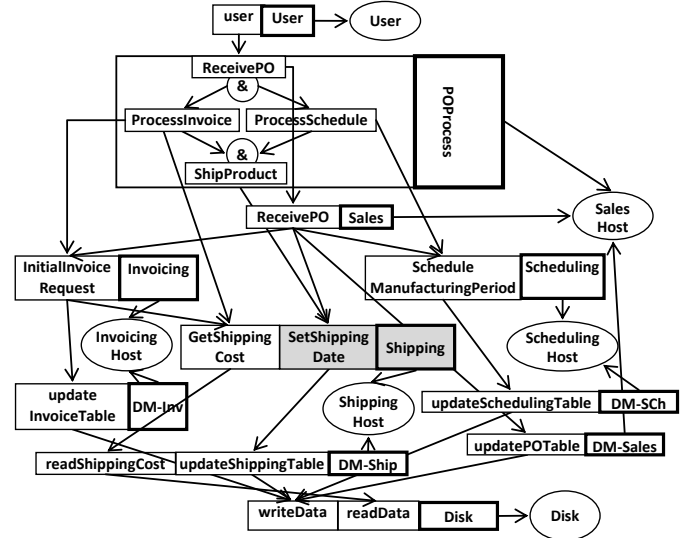 user User User
ReceivePO
&
ProcessInvoice ProcessSchedule
POProcess
&
ShipProduct
ReceivePO Sales
Sales
Host
InitialInvoice
Request
Invoicing
Schedule
ManufacturingPeriod
Scheduling
Invoicing
Host
GetShipping
Cost
SetShipping
Date
Shipping
Scheduling
Host
update
InvoiceTable
DM-Inv
Shipping
Host
updateSchedulingTable DM-SCh
updatePOTable DM-Sales
readShippingCost updateShippingTable DM-Ship
writeData readData Disk Disk